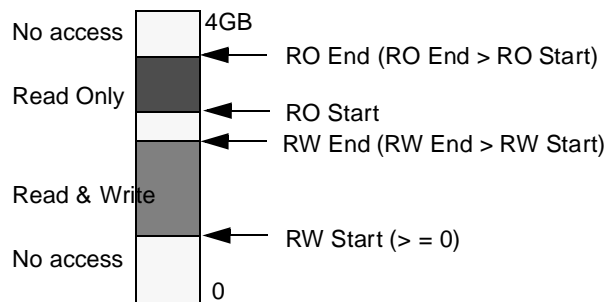 No access
4GB
RO End (RO End > RO Start)
Read Only
RO Start
RW End (RW End > RW Start)
Read & Write
RW Start (> = 0)
No access
0